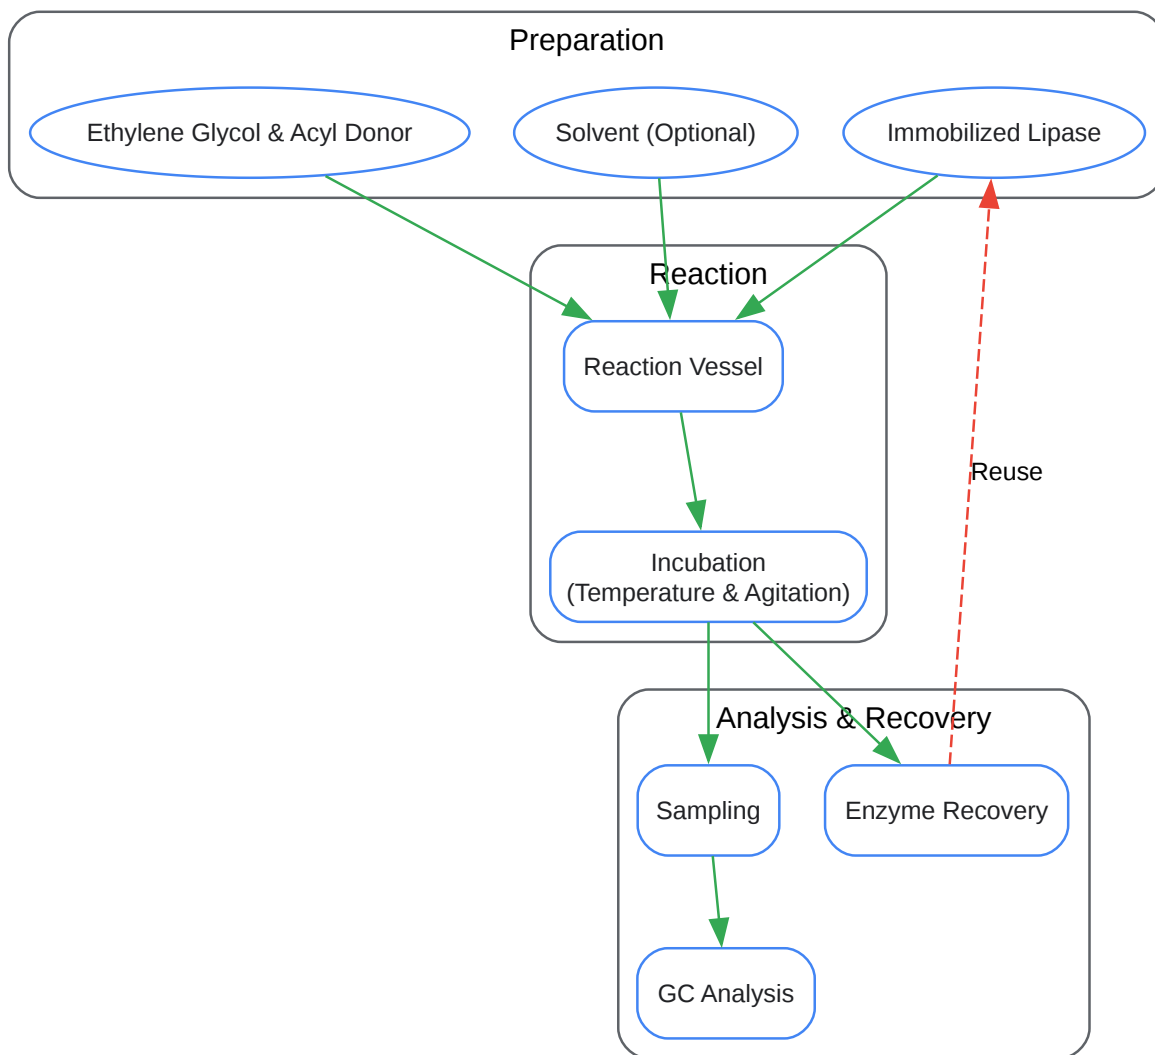 Preparation
Ethylene Glycol & Acyl Donor
Solvent (Optional)
Immobilized Lipase
Reaction
Reaction Vessel
Reuse
Incubation
(Temperature & Agitation)
Analysis & Recovery
Sampling
Enzyme Recovery
GC Analysis